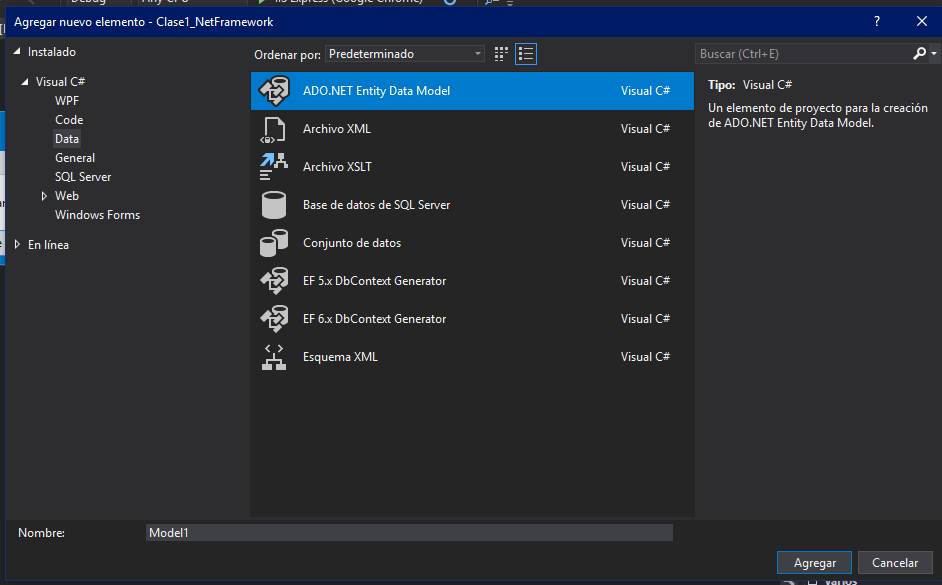 Agregar nuevo elemento - Clase1_NetFramework
?
Instalado
Visual C#
WPF
Code
Data
General
SQL Server
Web
Windows Forms
En línea
Ordenar por: Predeterminado
ADO.NET Entity Data Model Visual C#
Archivo XML Visual C#
Archivo XSLT Visual C#
Base de datos de SQL Server Visual C#
Conjunto de datos Visual C#
EF 5.x DbContext Generator Visual C#
EF 6.x DbContext Generator Visual C#
Esquema XML Visual C#
Buscar (Ctrl+E)
Tipo: Visual C#
Un elemento de proyecto para la creación
de ADO.NET Entity Data Model.
Nombre: Model1
Agregar Cancelar